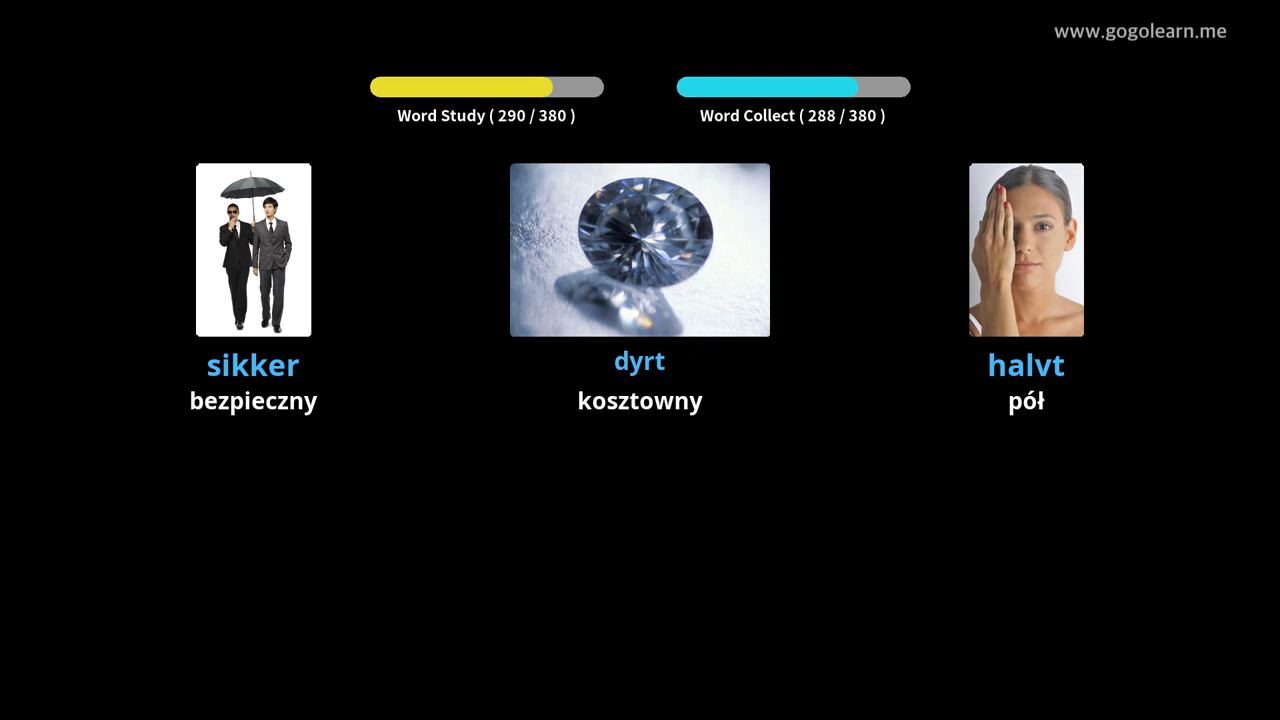 www.gogolearn.me
Word Study ( 290 / 380 )
Word Collect ( 288 / 380 )
sikker
bezpieczny
dyrt
kosztowny
halvt
pół